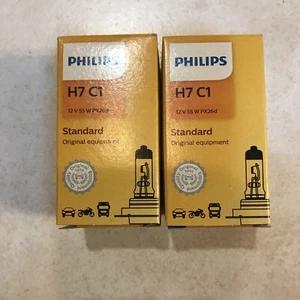 PHILIPS
H7 C1
12 V 55 W PX26d
Standard
Original equipment
PHILIPS
H7 C1
12 V 55 W PX26d
Standard
Original equipment